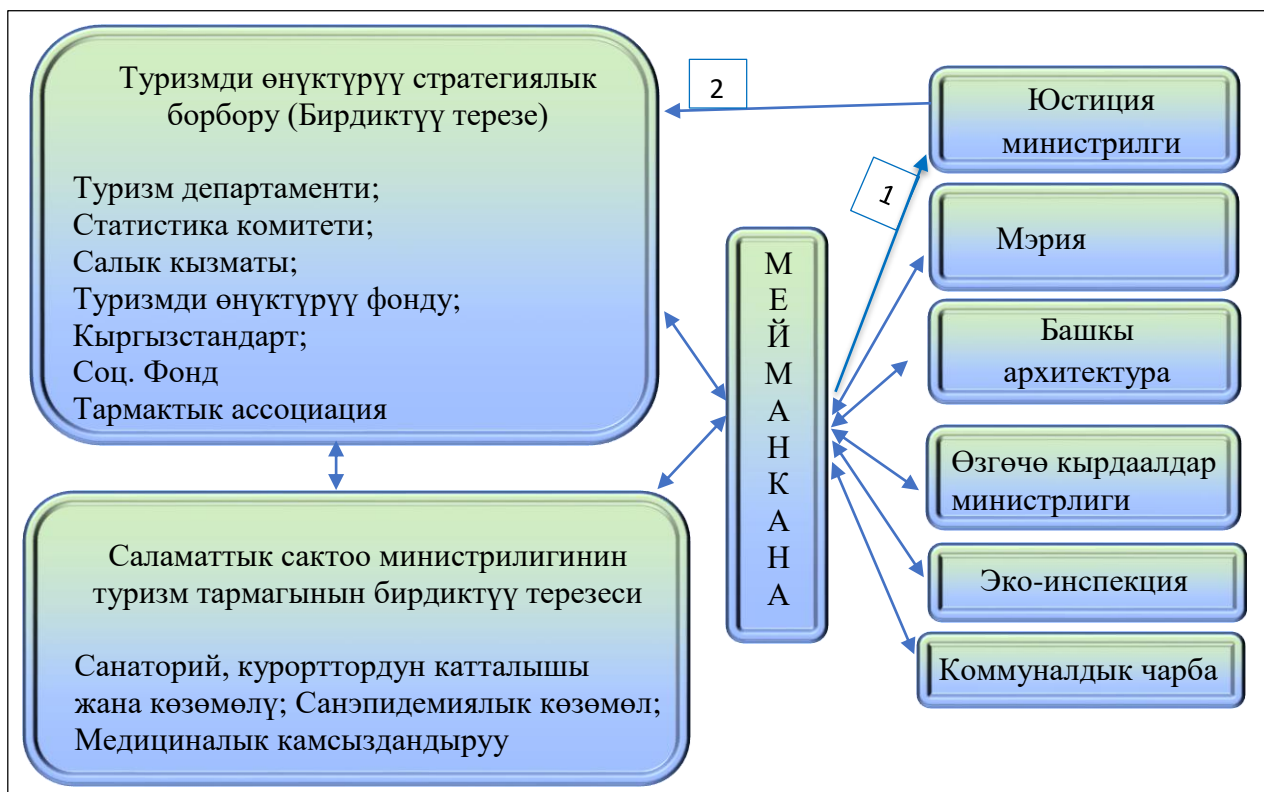 Туризмди өнүктүрүү стратегиялык
борбору (Бирдиктүү терезе)
Туризм департаменти;
Статистика комитети;
Салык кызматы;
Туризмди өнүктүрүү фонду;
Кыргызстандарт;
Соц. Фонд
Тармактык ассоциация
Саламаттык сактоо министрилигинин
туризм тармагынын бирдиктүү терезеси
Санаторий, курорттордун катталышы
жана көзөмөлү; Санэпидемиялык көзөмөл;
Медициналык камсыздандыруу
М
Е
Й
М
А
Н
К
А
Н
А
2
1
Юстиция
министрилги
Мэрия
Башкы
архитектура
Өзгөчө кырдаалдар
министрлиги
Эко-инспекция
Коммуналдык чарба